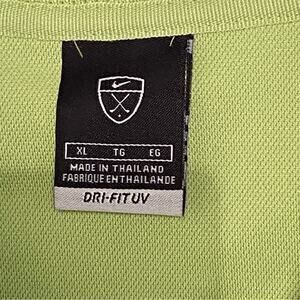 XL TG EG
MADE IN THAILAND
FABRIQUE EN THAILANDE
DRI-FIT UV